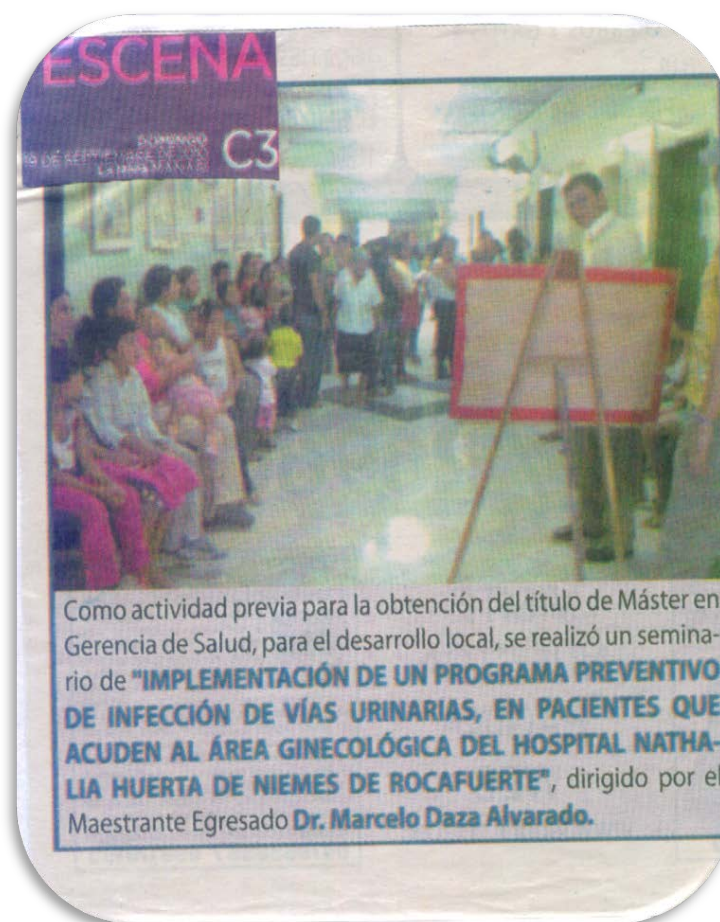 ESCENA
DOMINGO
C3
Como actividad previa para la obtención del título de Máster en
Gerencia de Salud, para el desarrollo local, se realizó un semina-
rio de "IMPLEMENTACIÓN DE UN PROGRAMA PREVENTIVO
DE INFECCIÓN DE VÍAS URINARIAS, EN PACIENTES QUE
ACUDEN AL ÁREA GINECOLÓGICA DEL HOSPITAL NATHA-
LIA HUERTA DE NIEMES DE ROCAFUERTE", dirigido por el
Maestrante Egresado Dr. Marcelo Daza Alvarado.